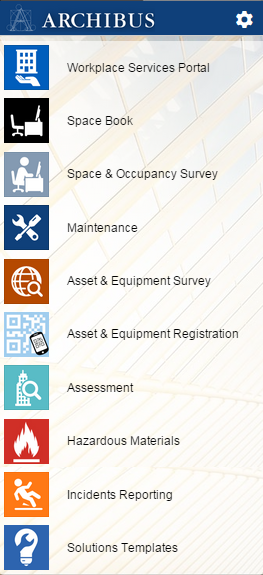 ARCHIBUS
Workplace Services Portal
Space Book
Space & Occupancy Survey
Maintenance
Asset & Equipment Survey
Asset & Equipment Registration
Assessment
Hazardous Materials
Incidents Reporting
Solutions Templates